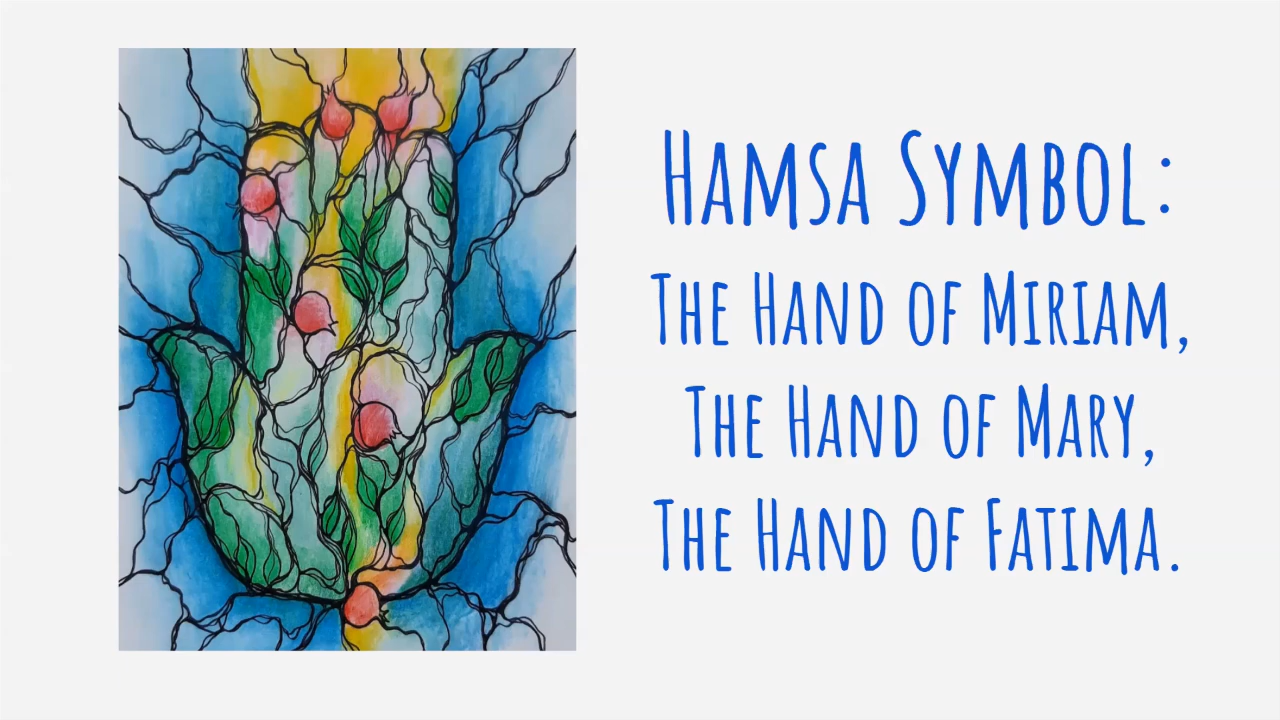 Hamsa Symbol:
The Hand of Miriam,
The Hand of Mary,
The Hand of Fatima.